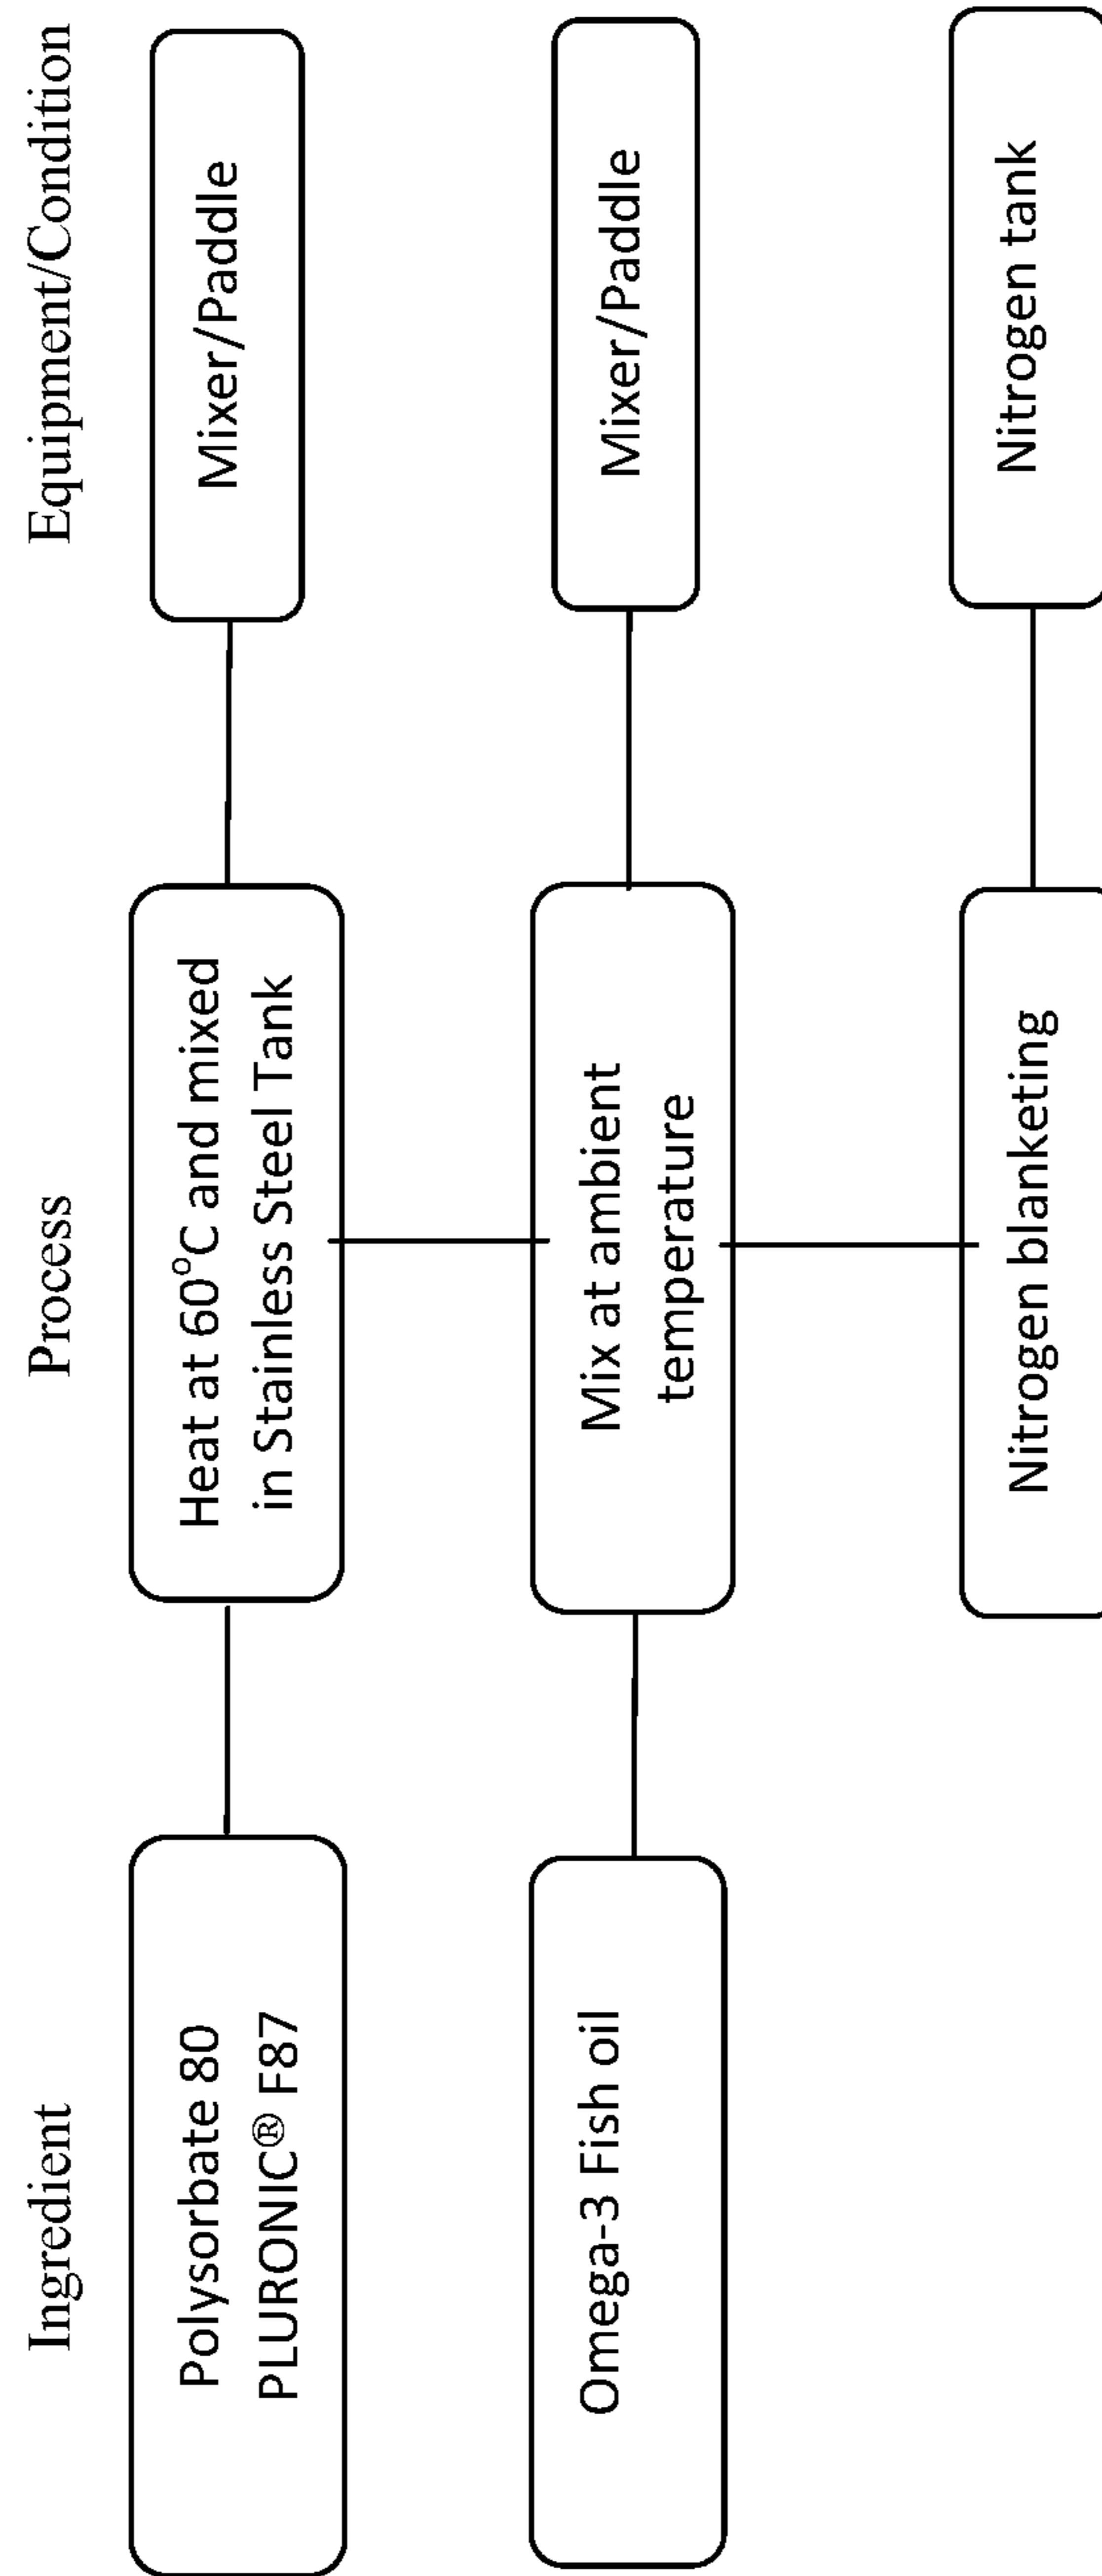 Ingredient
Process
Equipment/Condition
Polysorbate 80
PLURONIC® F87
Heat at 60°C and mixed
in Stainless Steel Tank
Mixer/Paddle
Omega-3 Fish oil
Mix at ambient
temperature
Mixer/Paddle
Nitrogen blanketing
Nitrogen tank